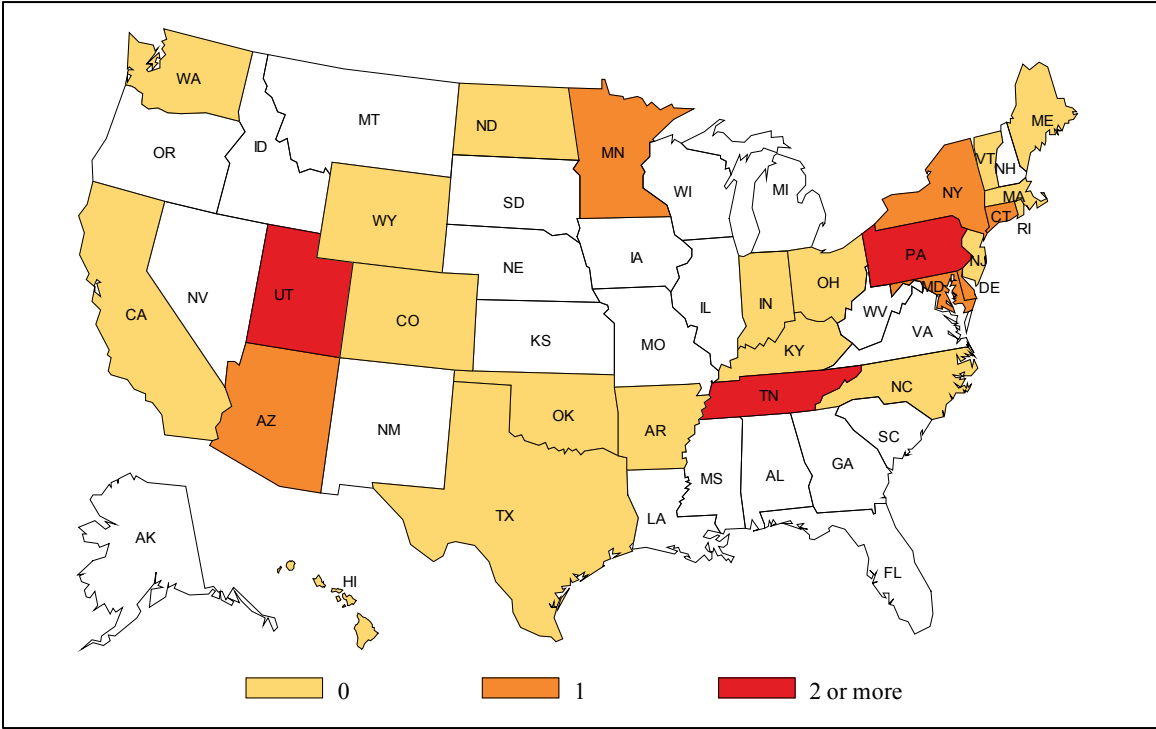 WA
MT
ND
MN
ME
OR
ID
VT
NH
WI
MI
NY
MA
SD
CT
RI
WY
PA
IA
NE
NJ
OH
UT
NV
IN
MD
DE
CA
CO
IL
WV
VA
KS
MO
KY
NC
TN
OK
AZ
NM
AR
SC
GA
MS
AL
TX
LA
AK
FL
HI
0
1
2 or more